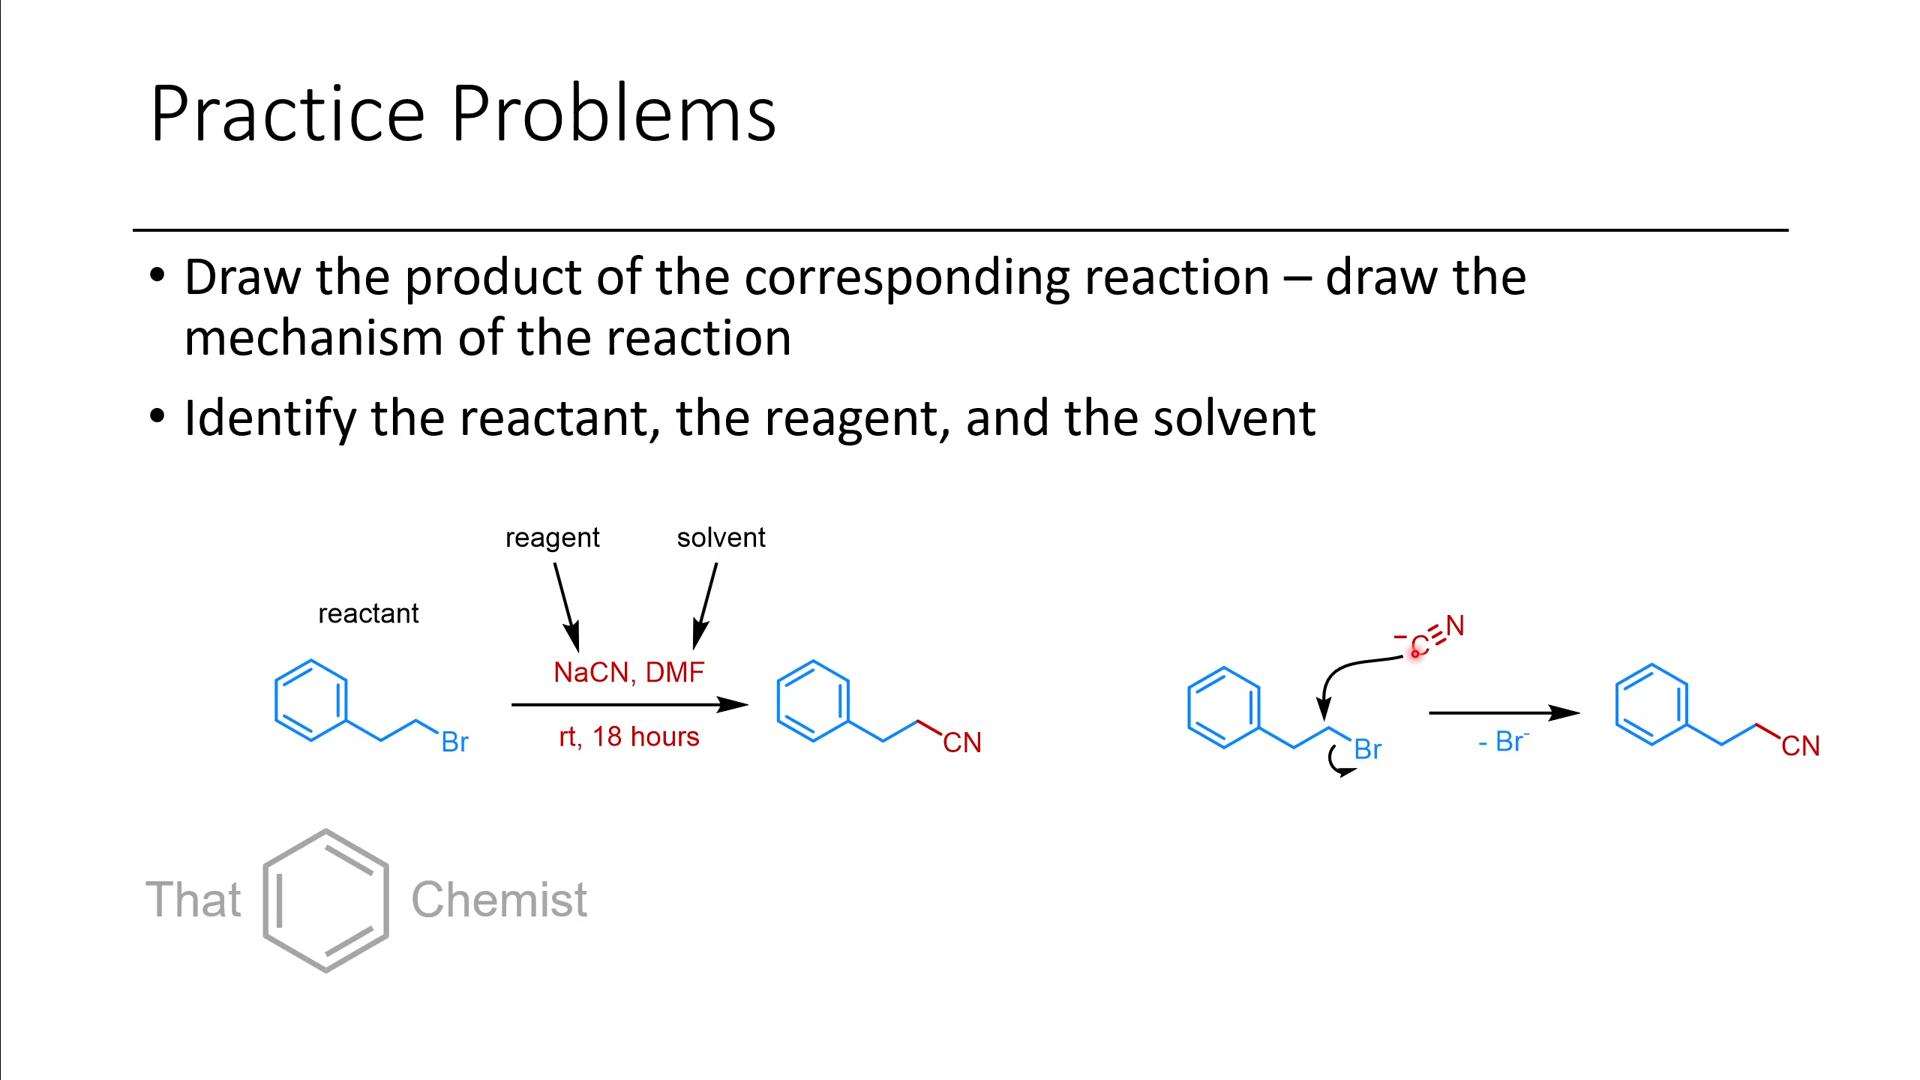 Practice Problems
• Draw the product of the corresponding reaction – draw the
mechanism of the reaction
• Identify the reactant, the reagent, and the solvent
reagent
solvent
reactant
NaCN, DMF
rt, 18 hours
Br
CN
⁻C≡N
Br
- Br⁻
CN
That Chemist